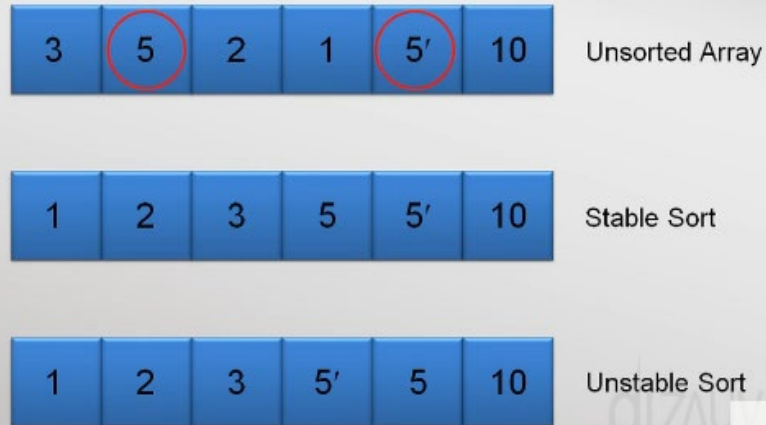 3 5 2 1 5′ 10 Unsorted Array
1 2 3 5 5′ 10 Stable Sort
1 2 3 5′ 5 10 Unstable Sort